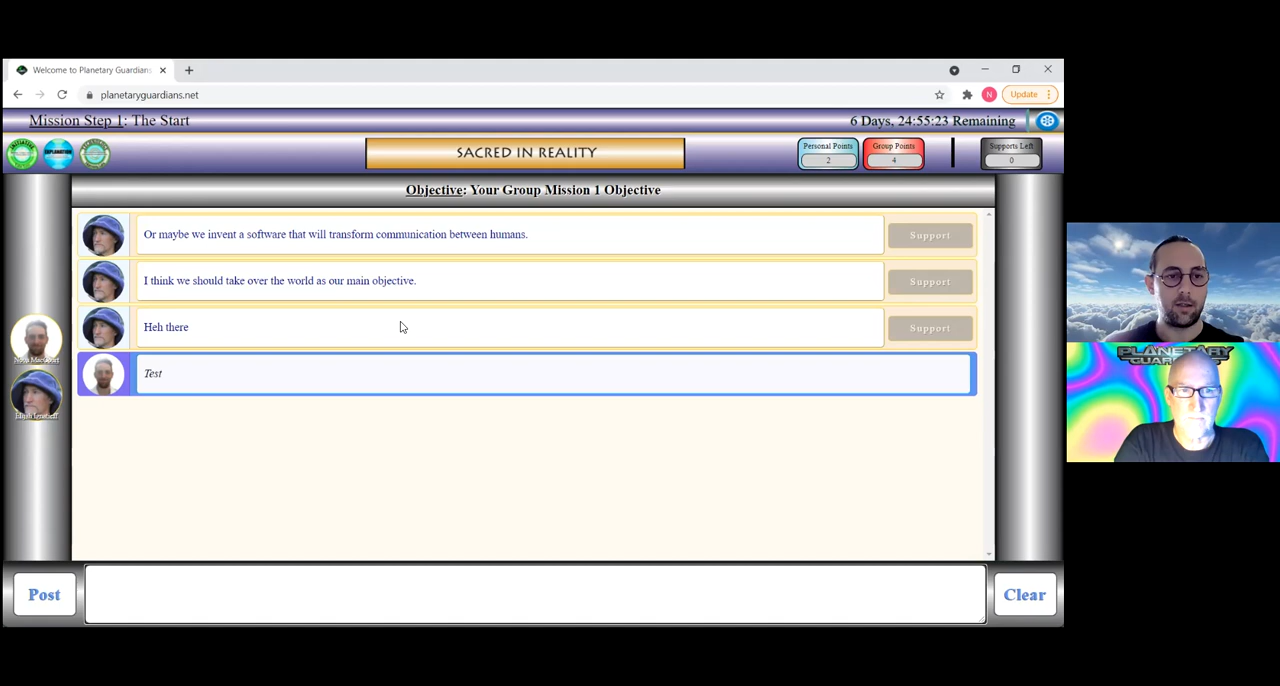 Welcome to Planetary Guardians
planetaryguardians.net
N
Update
Mission Step 1: The Start
6 Days, 24:55:23 Remaining
INITIATIVE
EXPLANATION
SACRED IN REALITY
Personal Points
2
Group Points
4
Supports Left
0
Objective: Your Group Mission 1 Objective
Or maybe we invent a software that will transform communication between humans.
Support
I think we should take over the world as our main objective.
Support
Heh there
Support
Test
Post
Clear
PLANETARY